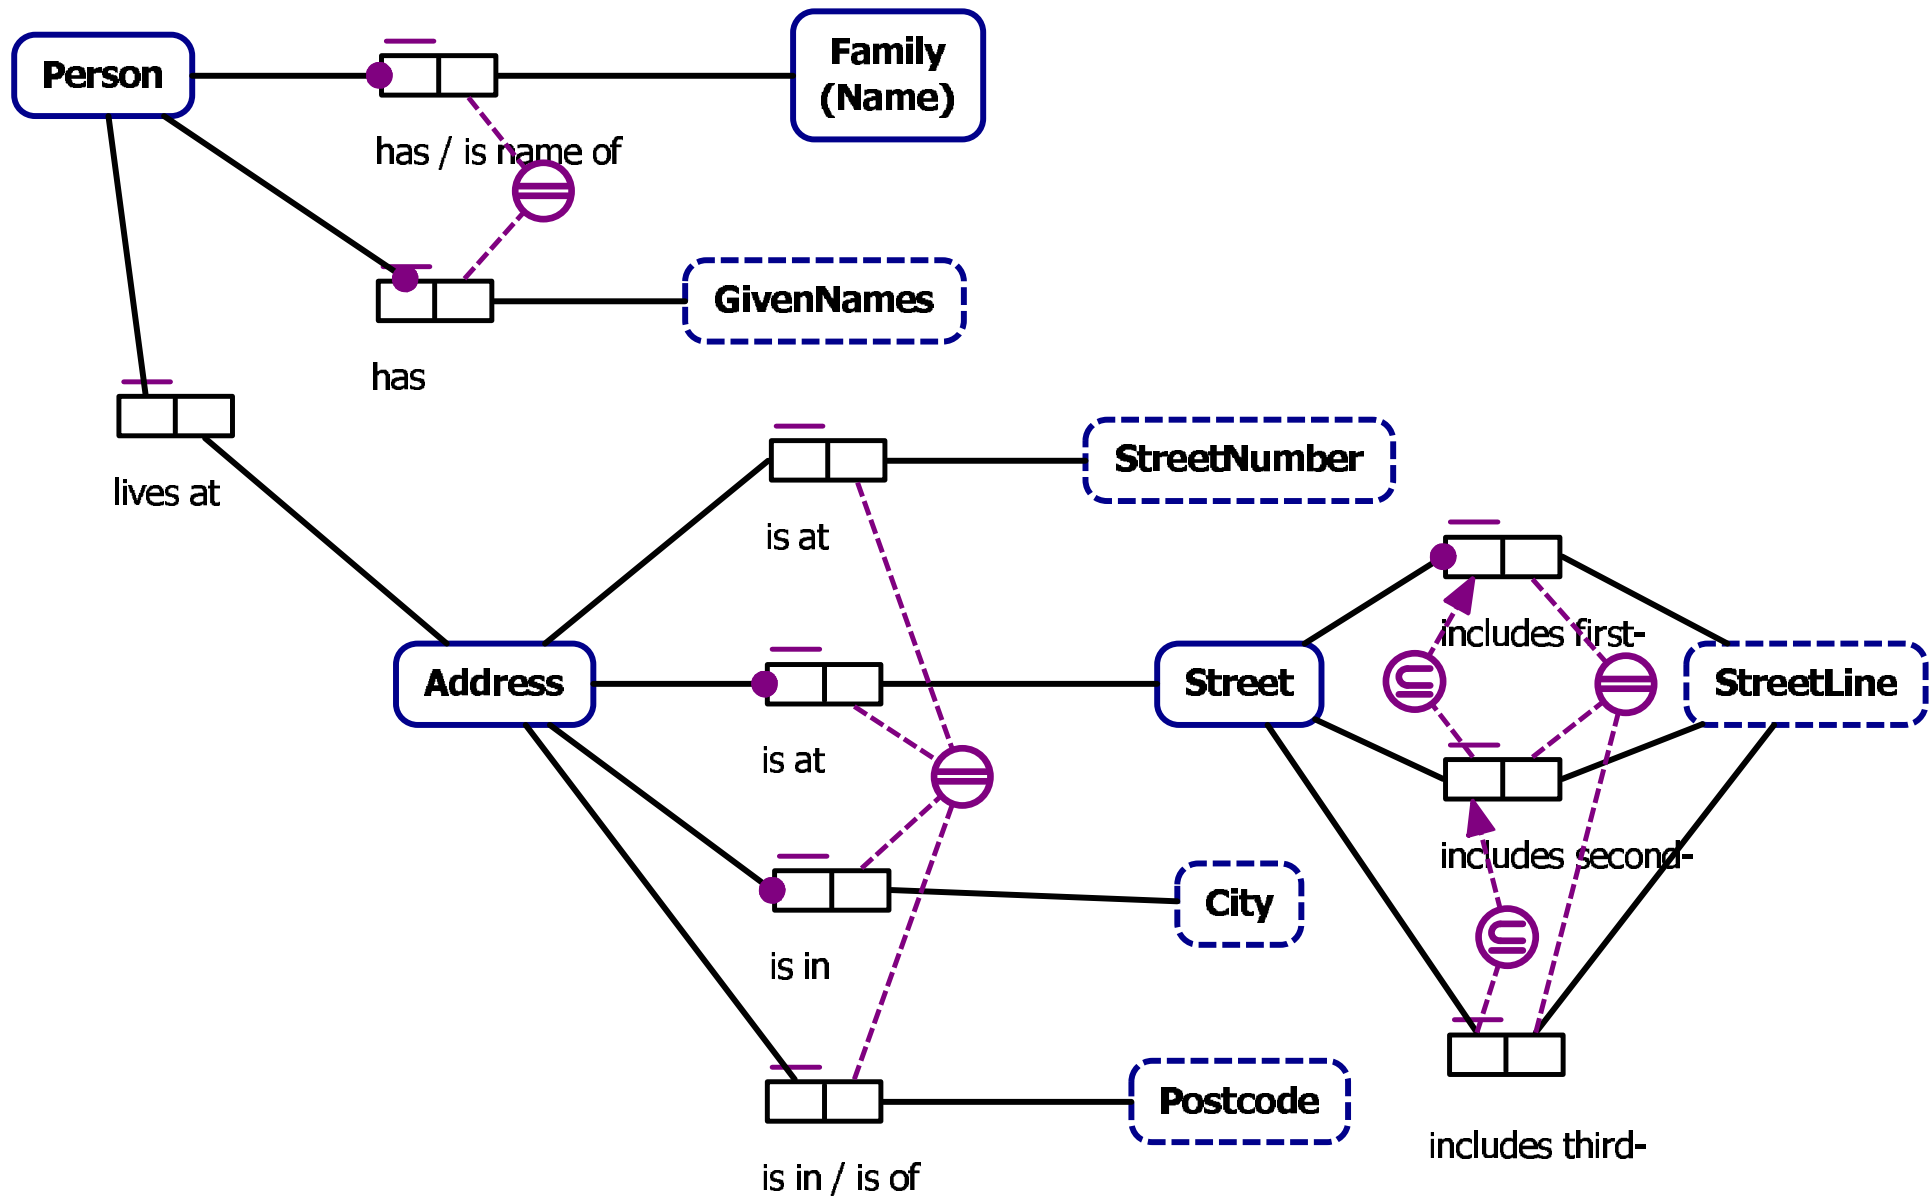 Person
Family
(Name)
has / is name of
GivenNames
has
lives at
StreetNumber
is at
includes first-
Address
Street
StreetLine
is at
includes second-
City
is in
Postcode
includes third-
is in / is of